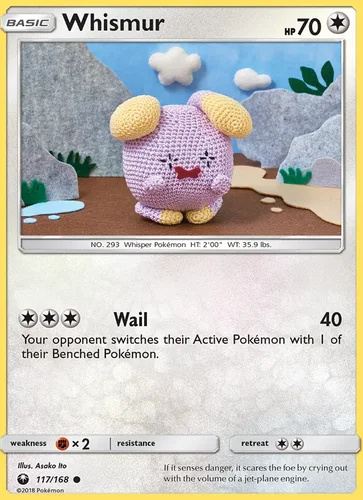 BASIC Whismur HP 70
NO. 293 Whisper Pokémon HT: 2'00" WT: 35.9 lbs.
Wail 40
Your opponent switches their Active Pokémon with 1 of
their Benched Pokémon.
weakness × 2 resistance retreat
Illus. Asako Ito
117/168
©2018 Pokémon
If it senses danger, it scares the foe by crying out
with the volume of a jet-plane engine.